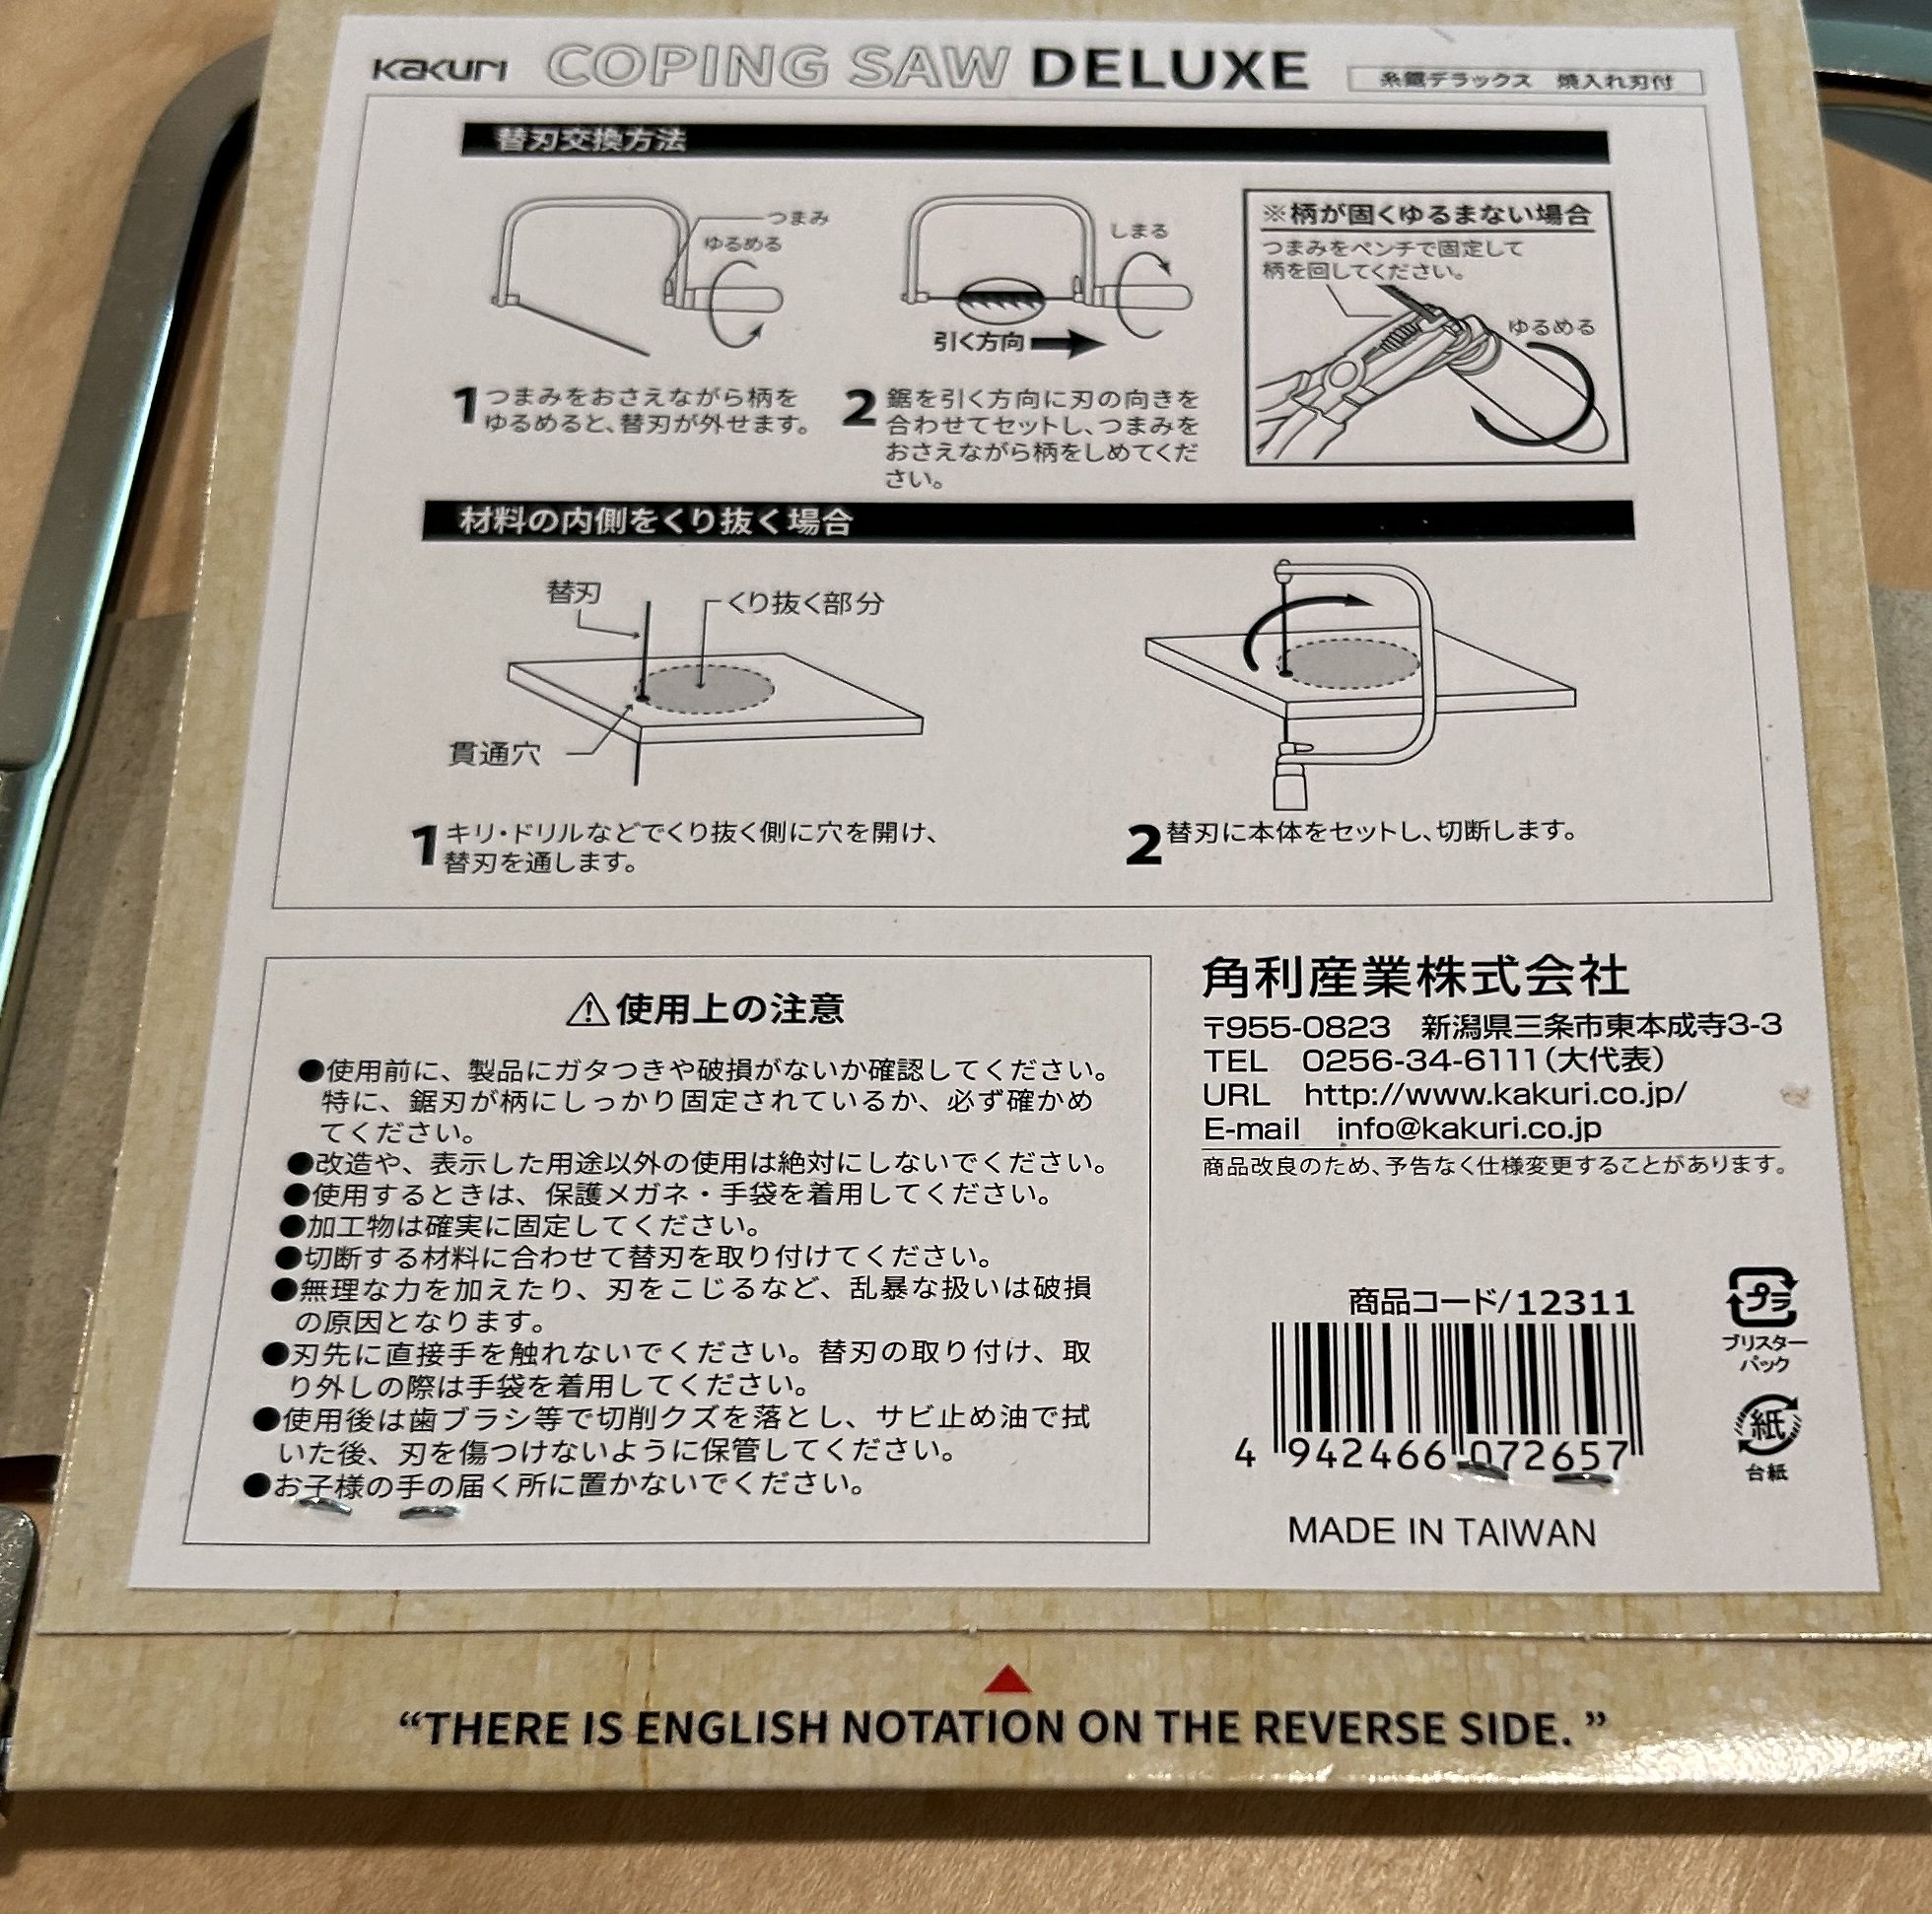 KAKURI COPING SAW DELUXE 糸鋸デラックス 焼入れ刃付
替刃交換方法
つまみ
ゆるめる
1 つまみをおさえながら柄を
ゆるめると、替刃が外せます。
しまる
引く方向
2 鋸を引く方向に刃の向きを
合わせてセットし、つまみを
おさえながら柄をしめてくだ
さい。
※柄が固くゆるまない場合
つまみをペンチで固定して
柄を回してください。
ゆるめる
材料の内側をくり抜く場合
替刃
くり抜く部分
貫通穴
1 キリ・ドリルなどでくり抜く側に穴を開け、
替刃を通します。
2 替刃に本体をセットし、切断します。
⚠使用上の注意
●使用前に、製品にガタつきや破損がないか確認してください。
特に、鋸刃が柄にしっかり固定されているか、必ず確かめ
てください。
●改造や、表示した用途以外の使用は絶対にしないでください。
●使用するときは、保護メガネ・手袋を着用してください。
●加工物は確実に固定してください。
●切断する材料に合わせて替刃を取り付けてください。
●無理な力を加えたり、刃をこじるなど、乱暴な扱いは破損
の原因となります。
●刃先に直接手を触れないでください。替刃の取り付け、取
り外しの際は手袋を着用してください。
●使用後は歯ブラシ等で切削クズを落とし、サビ止め油で拭
いた後、刃を傷つけないように保管してください。
●お子様の手の届く所に置かないでください。
角利産業株式会社
〒955-0823 新潟県三条市東本成寺3-3
TEL 0256-34-6111(大代表)
URL http://www.kakuri.co.jp/
E-mail info@kakuri.co.jp
商品改良のため、予告なく仕様変更することがあります。
商品コード/12311
4 942466 072657
MADE IN TAIWAN
プラ
ブリスター
パック
紙
台紙
“THERE IS ENGLISH NOTATION ON THE REVERSE SIDE. ”